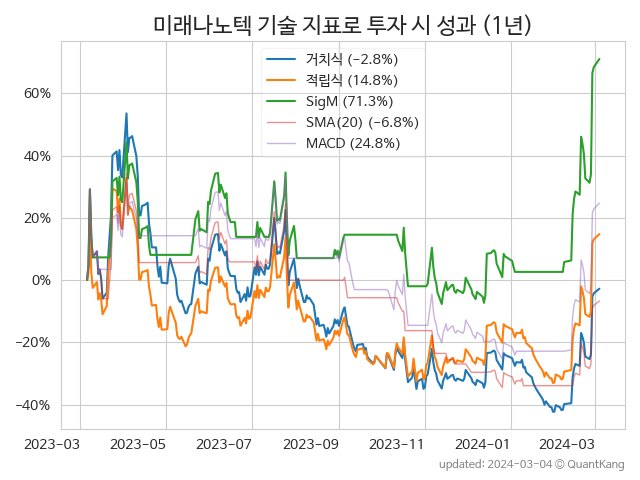 미래나노텍 기술 지표로 투자 시 성과 (1년)
거치식 (−2.8%)
적립식 (14.8%)
SigM (71.3%)
SMA(20) (−6.8%)
MACD (24.8%)
60%
40%
20%
0%
−20%
−40%
2023-03 2023-05 2023-07 2023-09 2023-11 2024-01 2024-03
updated: 2024-03-04 © QuantKang